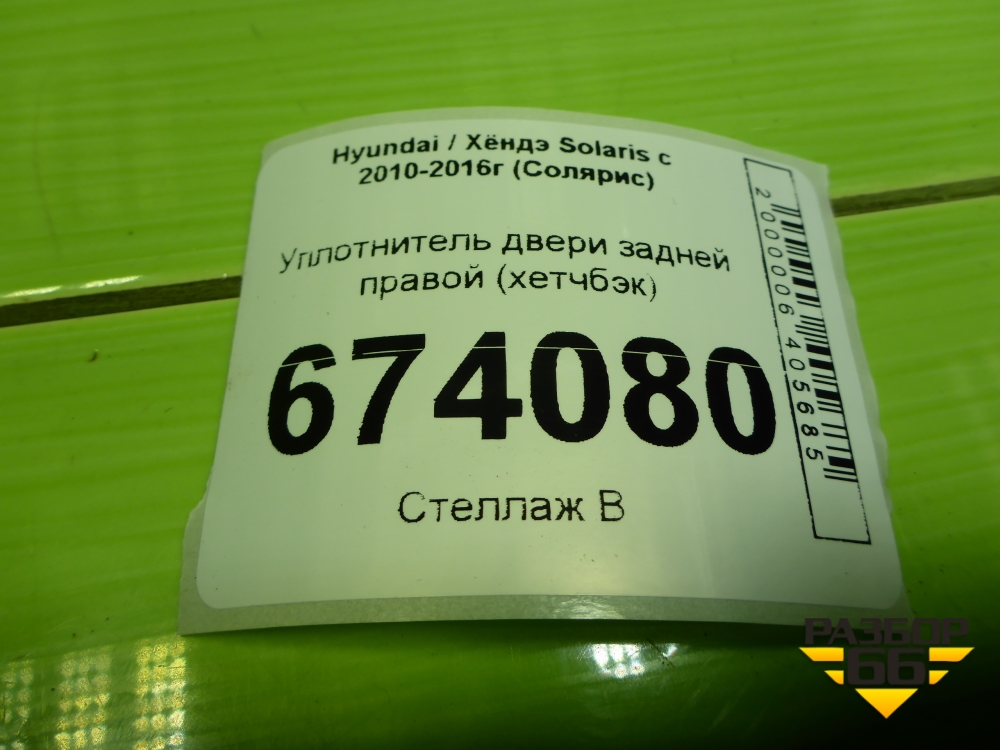 Hyundai / Хёндэ Solaris с
2010-2016г (Солярис)
Уплотнитель двери задней
правой (хетчбэк)
674080
Стеллаж В
2000006405685
РАЗБОР
66